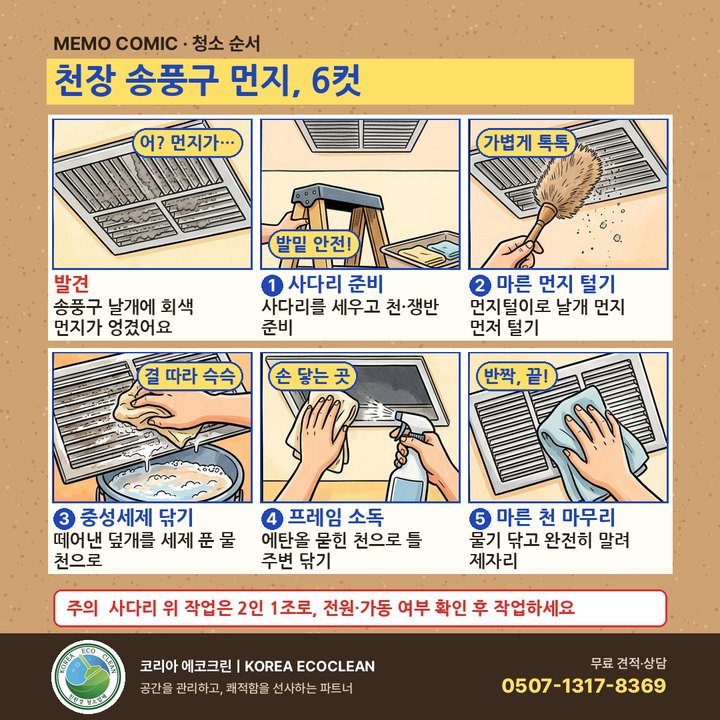 MEMO COMIC · 청소 순서
천장 송풍구 먼지, 6컷
어? 먼지가…
발견
송풍구 날개에 회색
먼지가 엉겼어요
발밑 안전!
1 사다리 준비
사다리를 세우고 천·쟁반
준비
가볍게 톡톡
2 마른 먼지 털기
먼지털이로 날개 먼지
먼저 털기
결 따라 슥슥
3 중성세제 닦기
떼어낸 덮개를 세제 푼 물
천으로
손 닿는 곳
4 프레임 소독
에탄올 묻힌 천으로 틀
주변 닦기
반짝, 끝!
5 마른 천 마무리
물기 닦고 완전히 말려
제자리
주의 사다리 위 작업은 2인 1조로, 전원·가동 여부 확인 후 작업하세요
KOREA ECO CLEAN
코리아 에코크린 | KOREA ECOCLEAN
공간을 관리하고, 쾌적함을 선사하는 파트너
무료 견적·상담
0507-1317-8369